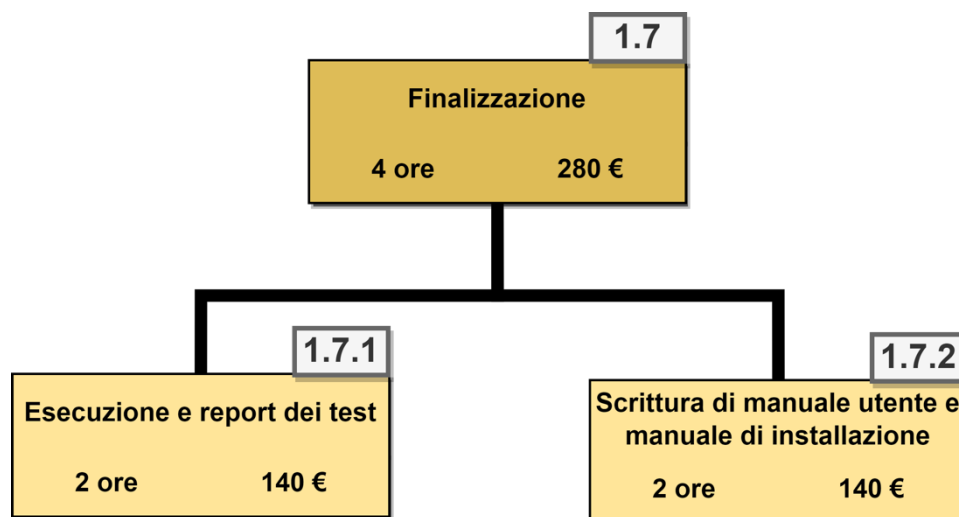 1.7
Finalizzazione
4 ore 280 €
1.7.1
Esecuzione e report dei test
2 ore 140 €
1.7.2
Scrittura di manuale utente e
manuale di installazione
2 ore 140 €